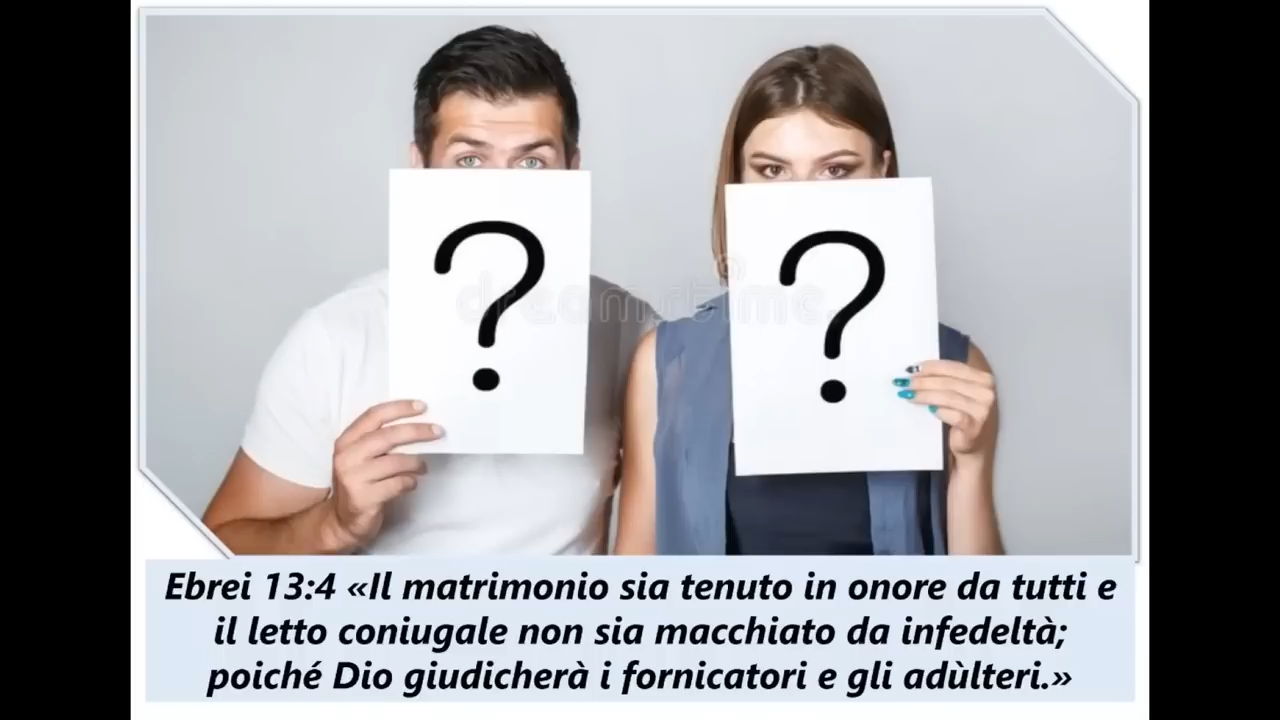 ?
?
dreamstime.
Ebrei 13:4 «Il matrimonio sia tenuto in onore da tutti e
il letto coniugale non sia macchiato da infedeltà;
poiché Dio giudicherà i fornicatori e gli adùlteri.»